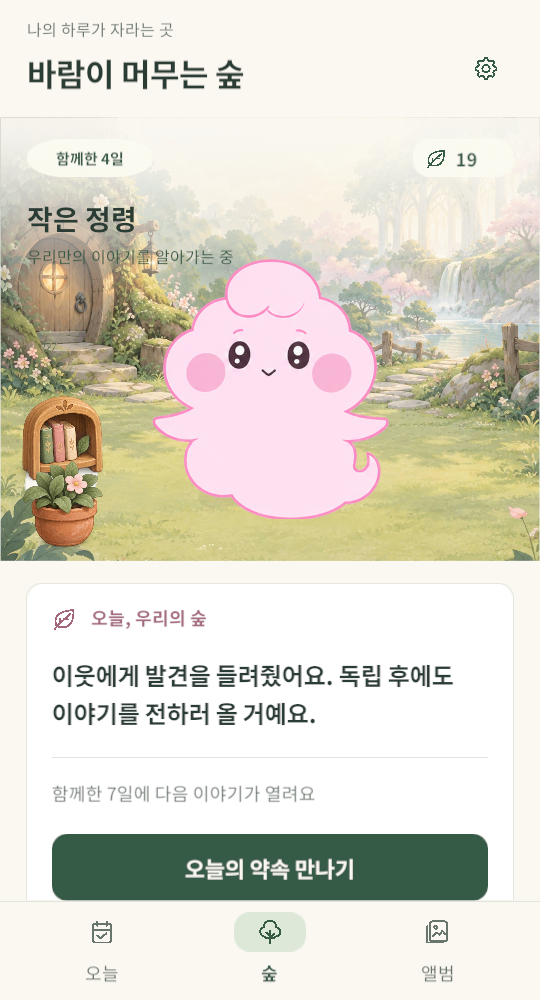 나의 하루가 자라는 곳
바람이 머무는 숲
함께한 4일
19
작은 정령
우리만의 이야기를 알아가는 중
오늘, 우리의 숲
이웃에게 발견을 들려줬어요. 독립 후에도
이야기를 전하러 올 거예요.
함께한 7일에 다음 이야기가 열려요
오늘의 약속 만나기
오늘
숲
앨범